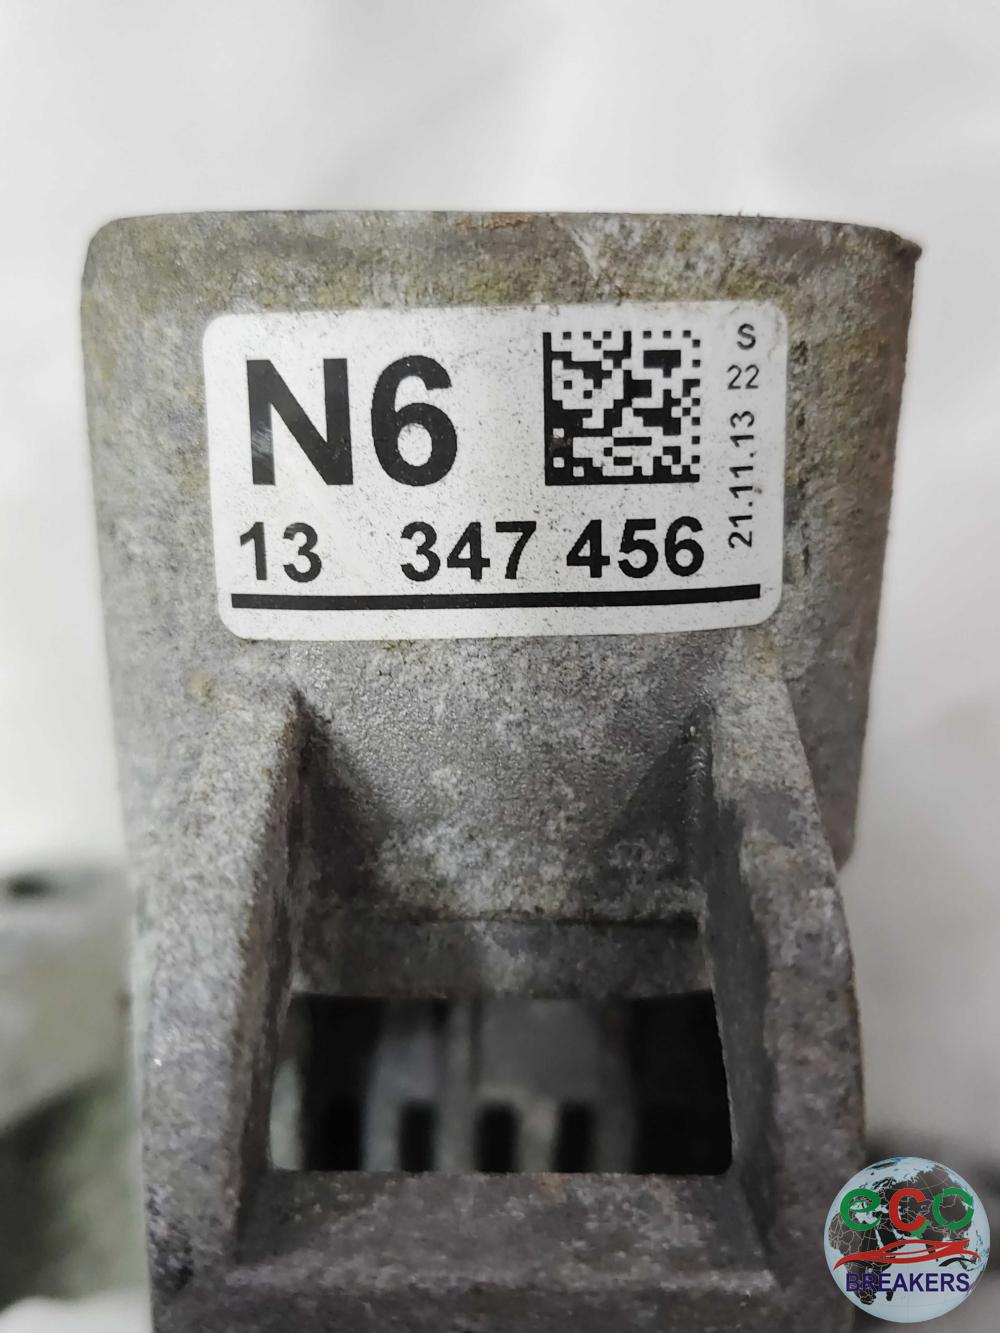 N6
13 347 456
S
22
21.11.13
eco
BREAKERS